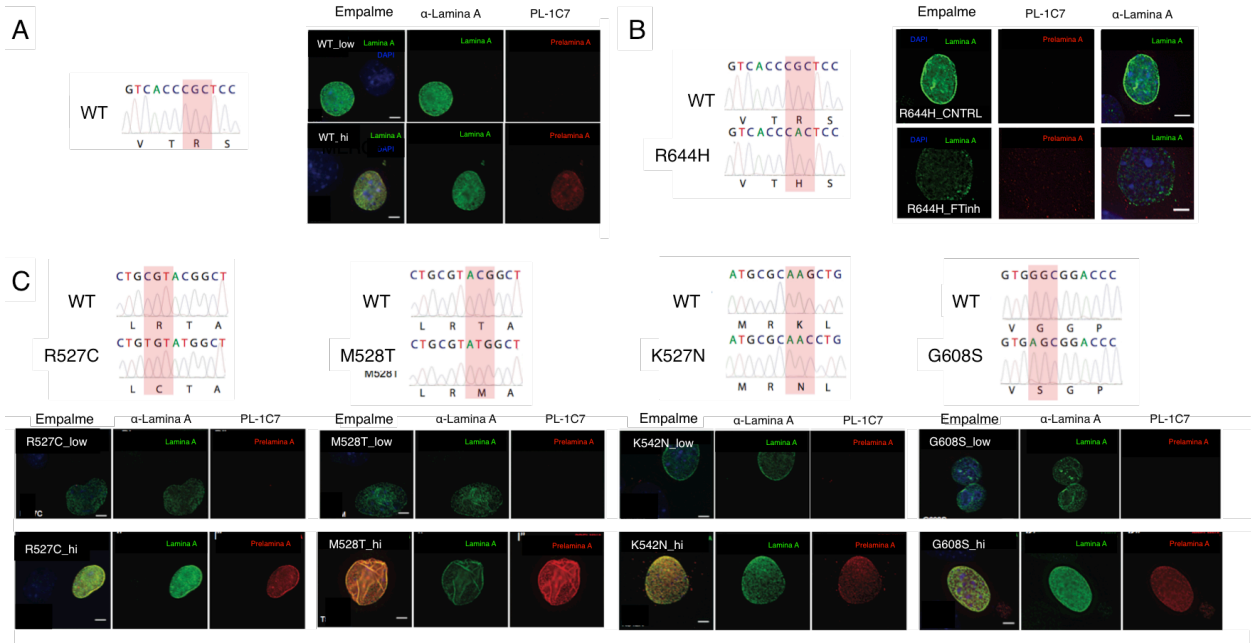 A
Empalme α-Lamina A PL-1C7
WT_low Lamina A DAPI Lamina A Prelamina A
GTCACCCGCTCC
WT
V T R S
WT_hi Lamina A DAPI Lamina A Prelamina A
B
Empalme PL-1C7 α-Lamina A
GTCACCCGCTCC
WT
V T R S
GTCACCCACTCC
R644H
V T H S
DAPI Lamina A Prelamina A DAPI Lamina A
R644H_CNTRL
DAPI Lamina A Prelamina A DAPI Lamina A
R644H_FTinh
C
CTGCGTACGGCT
WT
L R T A
CTGTGTATGGCT
R527C
L C T A
CTGCGTACGGCT
WT
L R T A
CTGCGTATGGCT
M528T
M528T
L R M A
ATGCGCAAGCTG
WT
M R K L
ATGCGCAACCTG
K527N
M R N L
GTGGGCGGACCC
WT
V G G P
GTGAGCGGACCC
G608S
V S G P
Empalme α-Lamina A PL-1C7
R527C_low Lamina A Prelamina A
R527C_hi Lamina A Prelamina A
Empalme α-Lamina A PL-1C7
M528T_low Lamina A Prelamina A
M528T_hi Lamina A Prelamina A
Empalme α-Lamina A PL-1C7
K542N_low Lamina A Prelamina A
K542N_hi Lamina A Prelamina A
Empalme α-Lamina A PL-1C7
G608S_low Lamina A Prelamina A
G608S_hi Lamina A Prelamina A